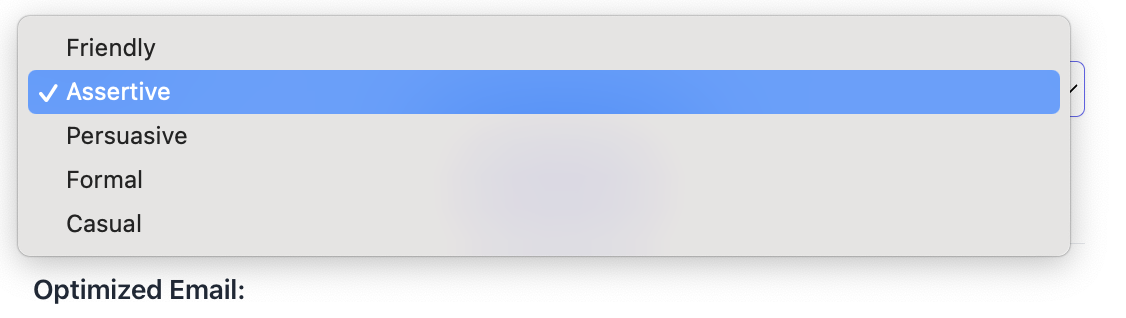 Friendly
✓ Assertive
Persuasive
Formal
Casual
Optimized Email: